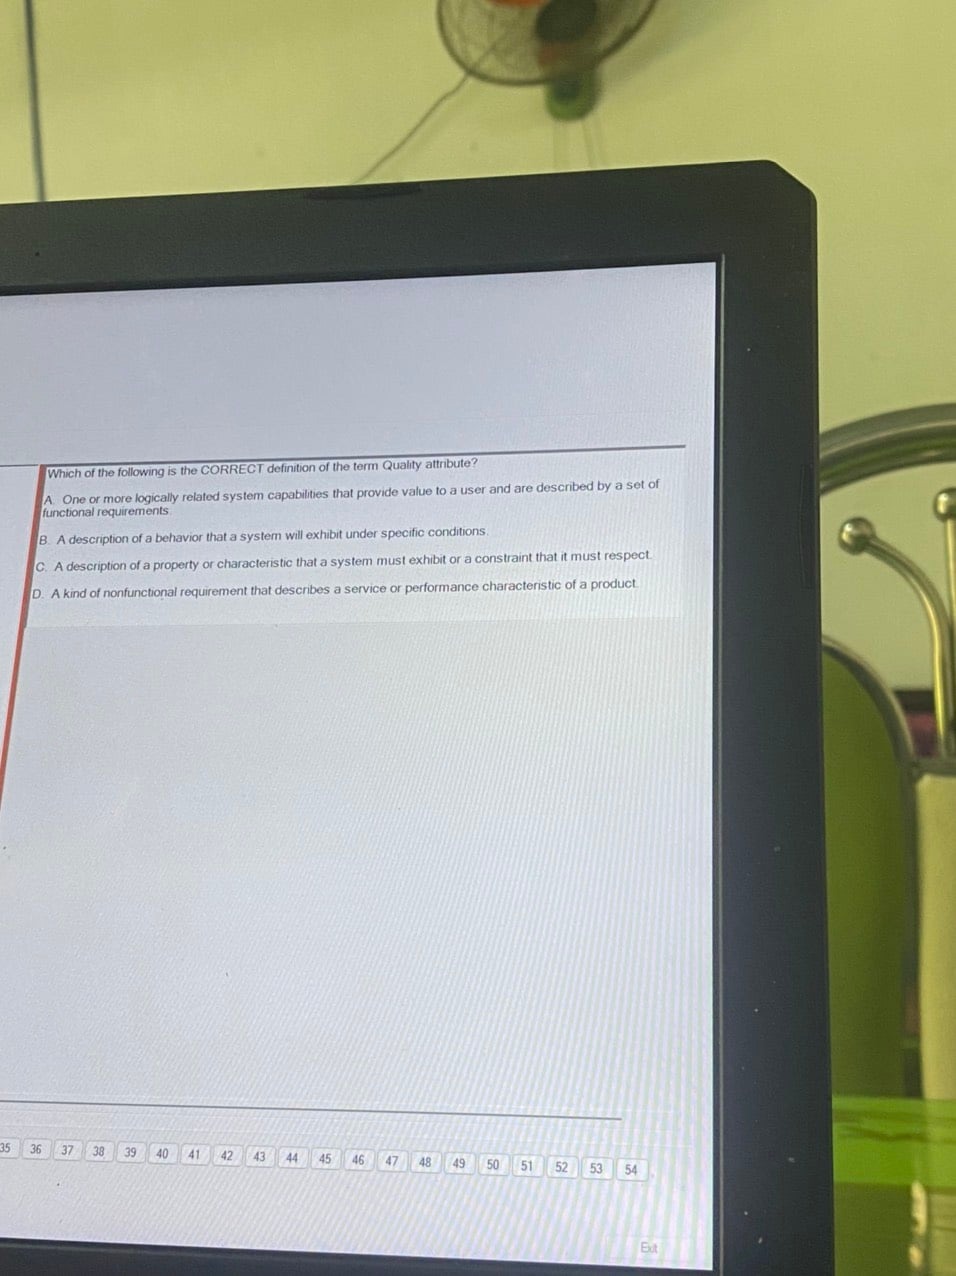 Which of the following is the CORRECT definition of the term Quality attribute?
A. One or more logically related system capabilities that provide value to a user and are described by a set of
functional requirements.
B. A description of a behavior that a system will exhibit under specific conditions.
C. A description of a property or characteristic that a system must exhibit or a constraint that it must respect.
D. A kind of nonfunctional requirement that describes a service or performance characteristic of a product.
35 36 37 38 39 40 41 42 43 44 45 46 47 48 49 50 51 52 53 54
Exit